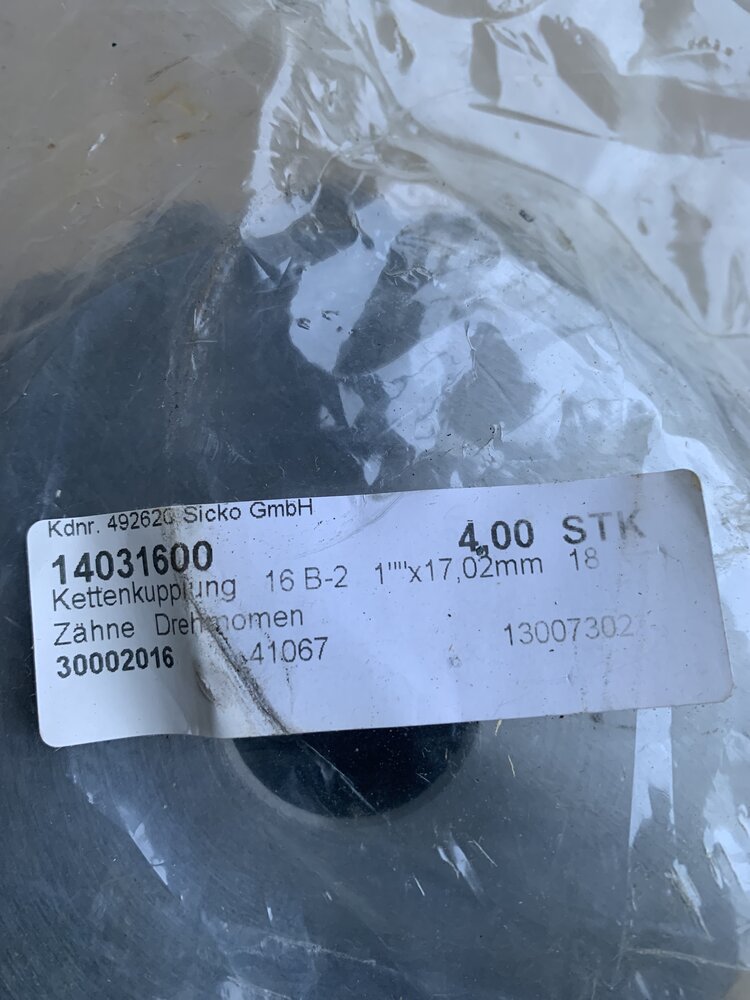 Kdnr. 492620 Sicko GmbH
14031600 4,00 STK
Kettenkupplung 16 B-2 1""x17,02mm 18
Zähne Drehmomen
30002016 41067 13007302